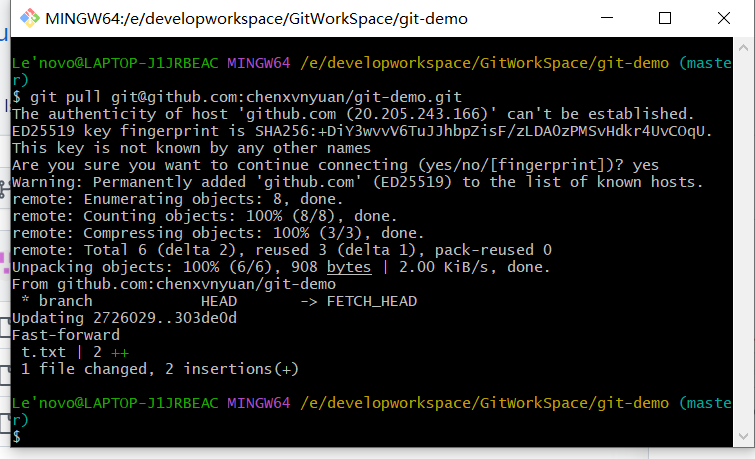 MINGW64:/e/developworkspace/GitWorkSpace/git-demo
Le'novo@LAPTOP-J1JRBEAC MINGW64 /e/developworkspace/GitWorkSpace/git-demo (maste
r)
$ git pull git@github.com:chenxvnyuan/git-demo.git
The authenticity of host 'github.com (20.205.243.166)' can't be established.
ED25519 key fingerprint is SHA256:+DiY3wvvV6TuJJhbpZisF/zLDA0zPMSvHdkr4UvCOqU.
This key is not known by any other names
Are you sure you want to continue connecting (yes/no/[fingerprint])? yes
Warning: Permanently added 'github.com' (ED25519) to the list of known hosts.
remote: Enumerating objects: 8, done.
remote: Counting objects: 100% (8/8), done.
remote: Compressing objects: 100% (3/3), done.
remote: Total 6 (delta 2), reused 3 (delta 1), pack-reused 0
Unpacking objects: 100% (6/6), 908 bytes | 2.00 KiB/s, done.
From github.com:chenxvnyuan/git-demo
 * branch            HEAD       -> FETCH_HEAD
Updating 2726029..303de0d
Fast-forward
 t.txt | 2 ++
 1 file changed, 2 insertions(+)
Le'novo@LAPTOP-J1JRBEAC MINGW64 /e/developworkspace/GitWorkSpace/git-demo (maste
r)
$